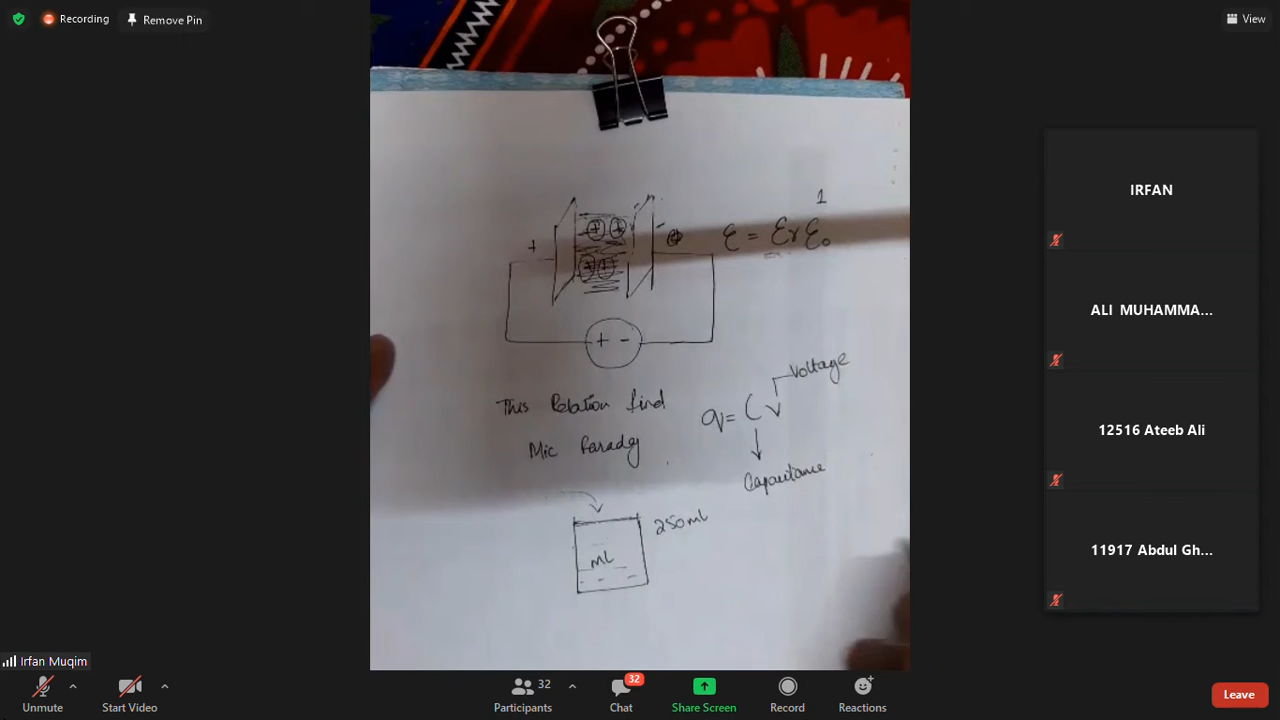 Recording
Remove Pin
View
1
+ -
ε = εr ε₀
+ -
Voltage
This Relation find
q = CV
Mic Faraday
Capacitance
250ml
ML
IRFAN
ALI MUHAMMA...
12516 Ateeb Ali
11917 Abdul Gh...
Irfan Muqim
Unmute
Start Video
32
Participants
32
Chat
Share Screen
Record
Reactions
Leave